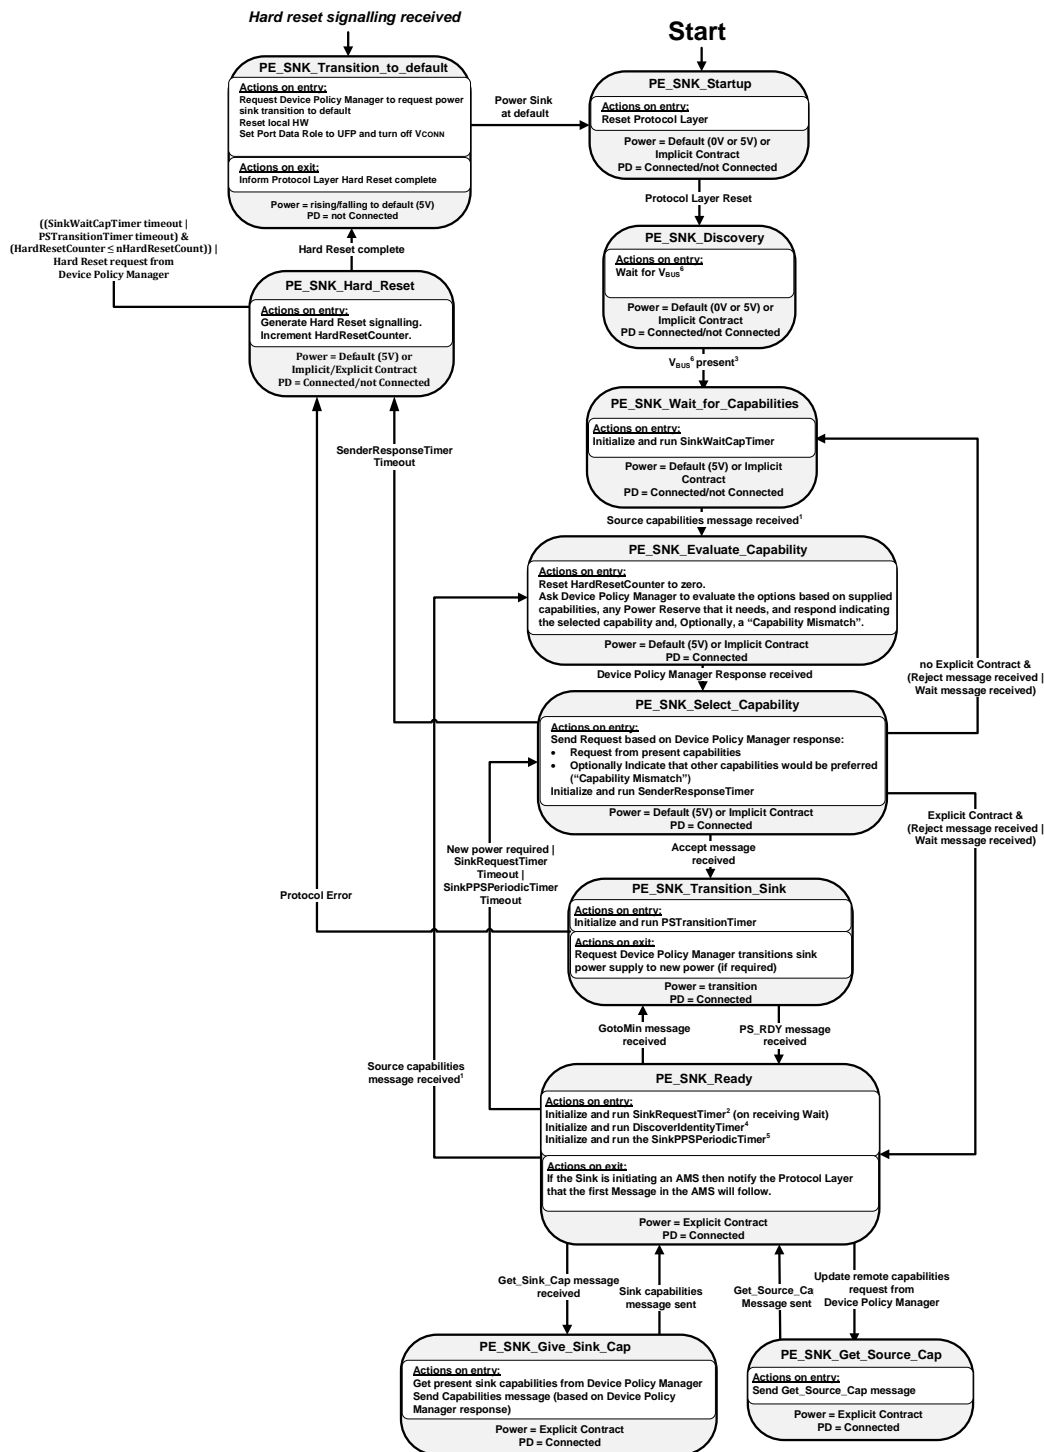 Hard reset signalling received
Start
PE_SNK_Transition_to_default
Actions on entry:
Request Device Policy Manager to request power
sink transition to default
Reset local HW
Set Port Data Role to UFP and turn off VCONN
Actions on exit:
Inform Protocol Layer Hard Reset complete
Power = rising/falling to default (5V)
PD = not Connected
Power Sink
at default
PE_SNK_Startup
Actions on entry:
Reset Protocol Layer
Power = Default (0V or 5V) or
Implicit Contract
PD = Connected/not Connected
Protocol Layer Reset
((SinkWaitCapTimer timeout |
PSTransitionTimer timeout) &
(HardResetCounter ≤ nHardResetCount)) |
Hard Reset request from
Device Policy Manager
Hard Reset complete
PE_SNK_Discovery
Actions on entry:
Wait for VBUS6
Power = Default (0V or 5V) or
Implicit Contract
PD = Connected/not Connected
PE_SNK_Hard_Reset
Actions on entry:
Generate Hard Reset signalling.
Increment HardResetCounter.
Power = Default (5V) or
Implicit/Explicit Contract
PD = Connected/not Connected
VBUS6 present3
PE_SNK_Wait_for_Capabilities
Actions on entry:
Initialize and run SinkWaitCapTimer
Power = Default (5V) or Implicit
Contract
PD = Connected/not Connected
SenderResponseTimer
Timeout
Source capabilities message received1
PE_SNK_Evaluate_Capability
Actions on entry:
Reset HardResetCounter to zero.
Ask Device Policy Manager to evaluate the options based on supplied
capabilities, any Power Reserve that it needs, and respond indicating
the selected capability and, Optionally, a “Capability Mismatch”.
Power = Default (5V) or Implicit Contract
PD = Connected
no Explicit Contract &
(Reject message received |
Wait message received)
Device Policy Manager Response received
PE_SNK_Select_Capability
Actions on entry:
Send Request based on Device Policy Manager response:
• Request from present capabilities
• Optionally Indicate that other capabilities would be preferred
(“Capability Mismatch”)
Initialize and run SenderResponseTimer
Power = Default (5V) or Implicit Contract
PD = Connected
Explicit Contract &
(Reject message received |
Wait message received)
New power required |
SinkRequestTimer
Timeout |
SinkPPSPeriodicTimer
Timeout
Accept message
received
Protocol Error
PE_SNK_Transition_Sink
Actions on entry:
Initialize and run PSTransitionTimer
Actions on exit:
Request Device Policy Manager transitions sink
power supply to new power (if required)
Power = transition
PD = Connected
GotoMin message
received
PS_RDY message
received
Source capabilities
message received1
PE_SNK_Ready
Actions on entry:
Initialize and run SinkRequestTimer2 (on receiving Wait)
Initialize and run DiscoverIdentityTimer4
Initialize and run the SinkPPSPeriodicTimer5
Actions on exit:
If the Sink is initiating an AMS then notify the Protocol Layer
that the first Message in the AMS will follow.
Power = Explicit Contract
PD = Connected
Get_Sink_Cap message
received
Sink capabilities
message sent
Get_Source_Ca
Message sent
Update remote capabilities
request from
Device Policy Manager
PE_SNK_Give_Sink_Cap
Actions on entry:
Get present sink capabilities from Device Policy Manager
Send Capabilities message (based on Device Policy
Manager response)
Power = Explicit Contract
PD = Connected
PE_SNK_Get_Source_Cap
Actions on entry:
Send Get_Source_Cap message
Power = Explicit Contract
PD = Connected